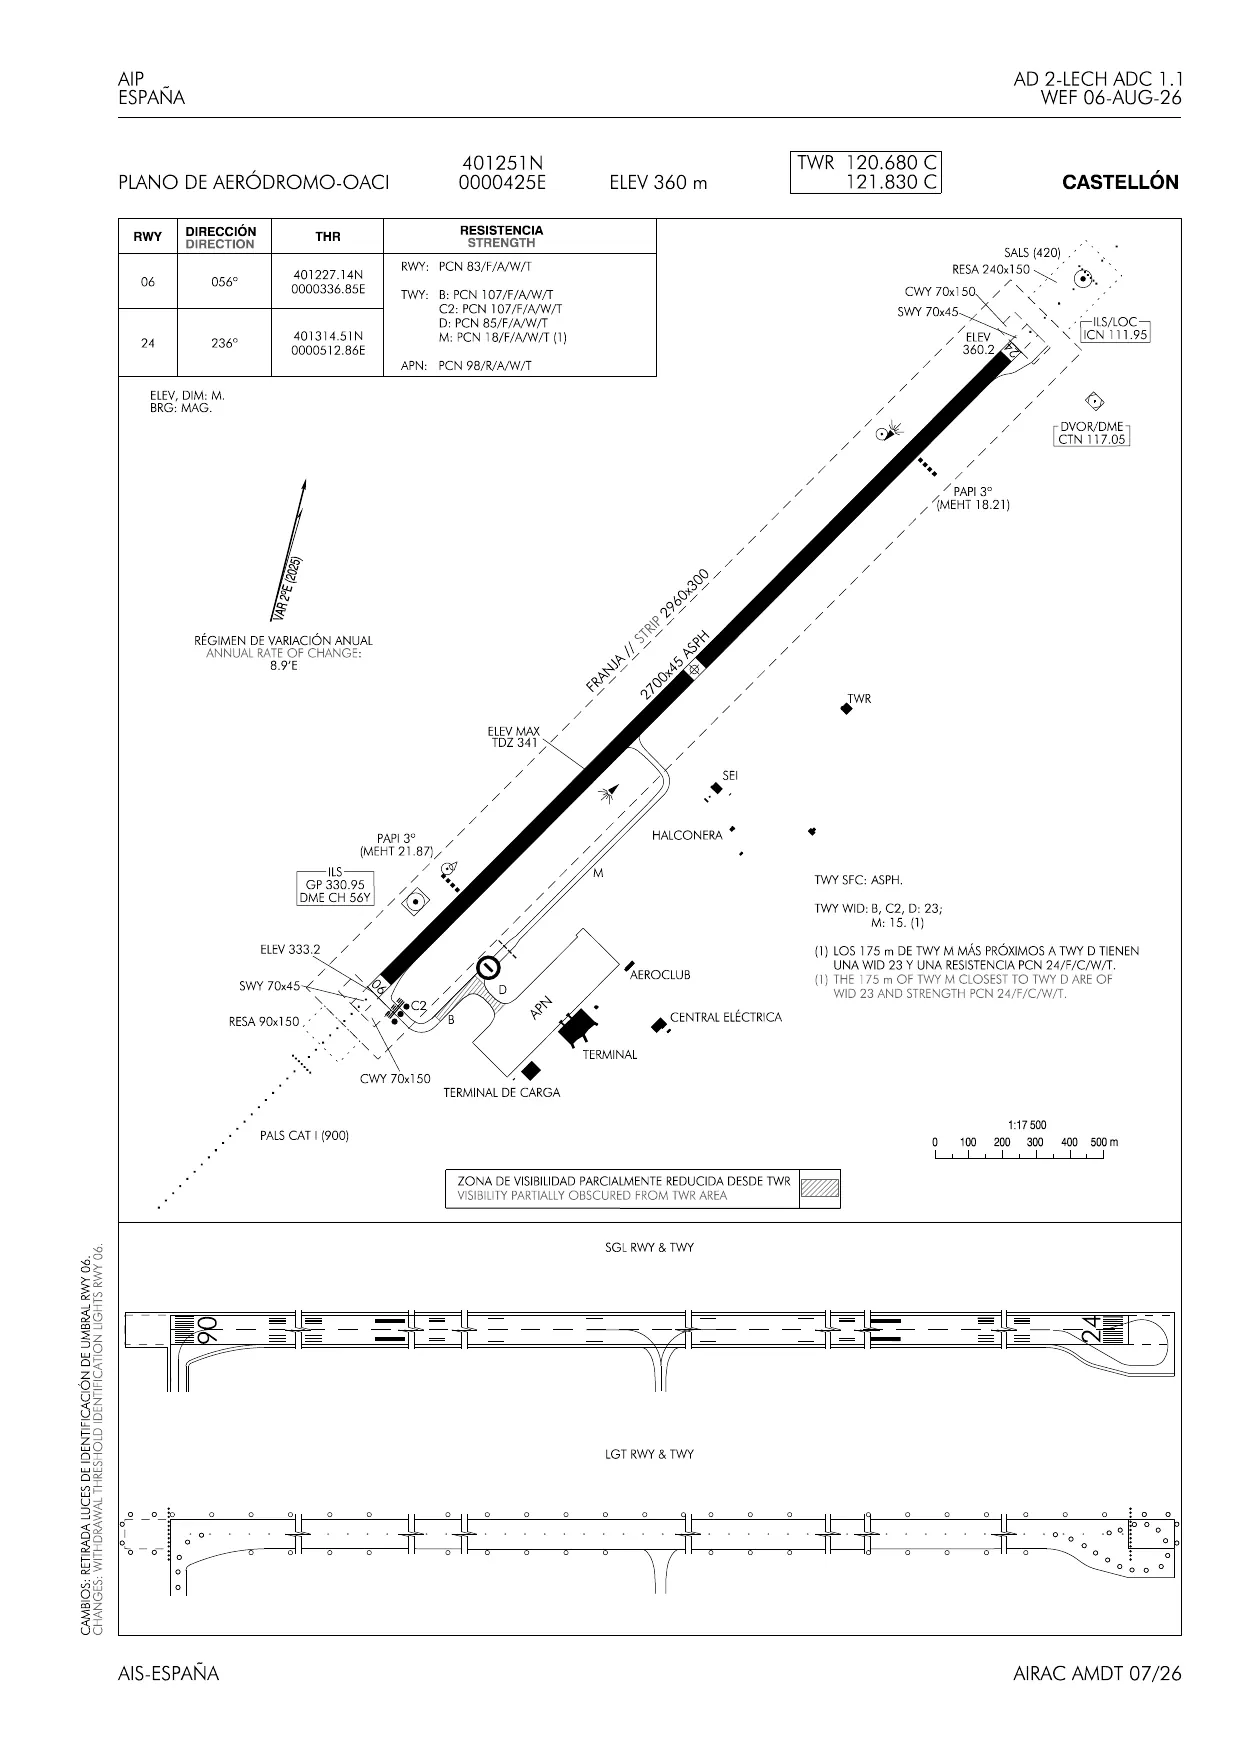 AIP
ESPAÑA
AD 2-LECH ADC 1.1
WEF 06-AUG-26
PLANO DE AERÓDROMO-OACI
401251N
0000425E
ELEV 360 m
TWR 120.680 C
121.830 C
CASTELLÓN
RWY
DIRECCIÓN
DIRECTION
THR
RESISTENCIA
STRENGTH
06
056º
401227.14N
0000336.85E
24
236º
401314.51N
0000512.86E
RWY: PCN 83/F/A/W/T
TWY: B: PCN 107/F/A/W/T
C2: PCN 107/F/A/W/T
D: PCN 85/F/A/W/T
M: PCN 18/F/A/W/T (1)
APN: PCN 98/R/A/W/T
ELEV, DIM: M.
BRG: MAG.
SALS (420)
RESA 240x150
CWY 70x150
SWY 70x45
ELEV
360.2
24
ILS/LOC
ICN 111.95
DVOR/DME
CTN 117.05
PAPI 3º
(MEHT 18.21)
VAR 2ºE (2025)
RÉGIMEN DE VARIACIÓN ANUAL
ANNUAL RATE OF CHANGE:
8.9'E
FRANJA // STRIP 2960x300
2700x45 ASPH
TWR
ELEV MAX
TDZ 341
SEI
HALCONERA
PAPI 3º
(MEHT 21.87)
ILS
GP 330.95
DME CH 56Y
M
TWY SFC: ASPH.
TWY WID: B, C2, D: 23;
M: 15. (1)
(1) LOS 175 m DE TWY M MÁS PRÓXIMOS A TWY D TIENEN
UNA WID 23 Y UNA RESISTENCIA PCN 24/F/C/W/T.
(1) THE 175 m OF TWY M CLOSEST TO TWY D ARE OF
WID 23 AND STRENGTH PCN 24/F/C/W/T.
ELEV 333.2
SWY 70x45
RESA 90x150
06
C2
B
D
APN
AEROCLUB
CENTRAL ELÉCTRICA
TERMINAL
TERMINAL DE CARGA
CWY 70x150
PALS CAT I (900)
1:17 500
0 100 200 300 400 500 m
ZONA DE VISIBILIDAD PARCIALMENTE REDUCIDA DESDE TWR
VISIBILITY PARTIALLY OBSCURED FROM TWR AREA
SGL RWY & TWY
06
24
LGT RWY & TWY
CAMBIOS: RETIRADA LUCES DE IDENTIFICACIÓN DE UMBRAL RWY 06.
CHANGES: WITHDRAWAL THRESHOLD IDENTIFICATION LIGHTS RWY 06.
AIS-ESPAÑA
AIRAC AMDT 07/26